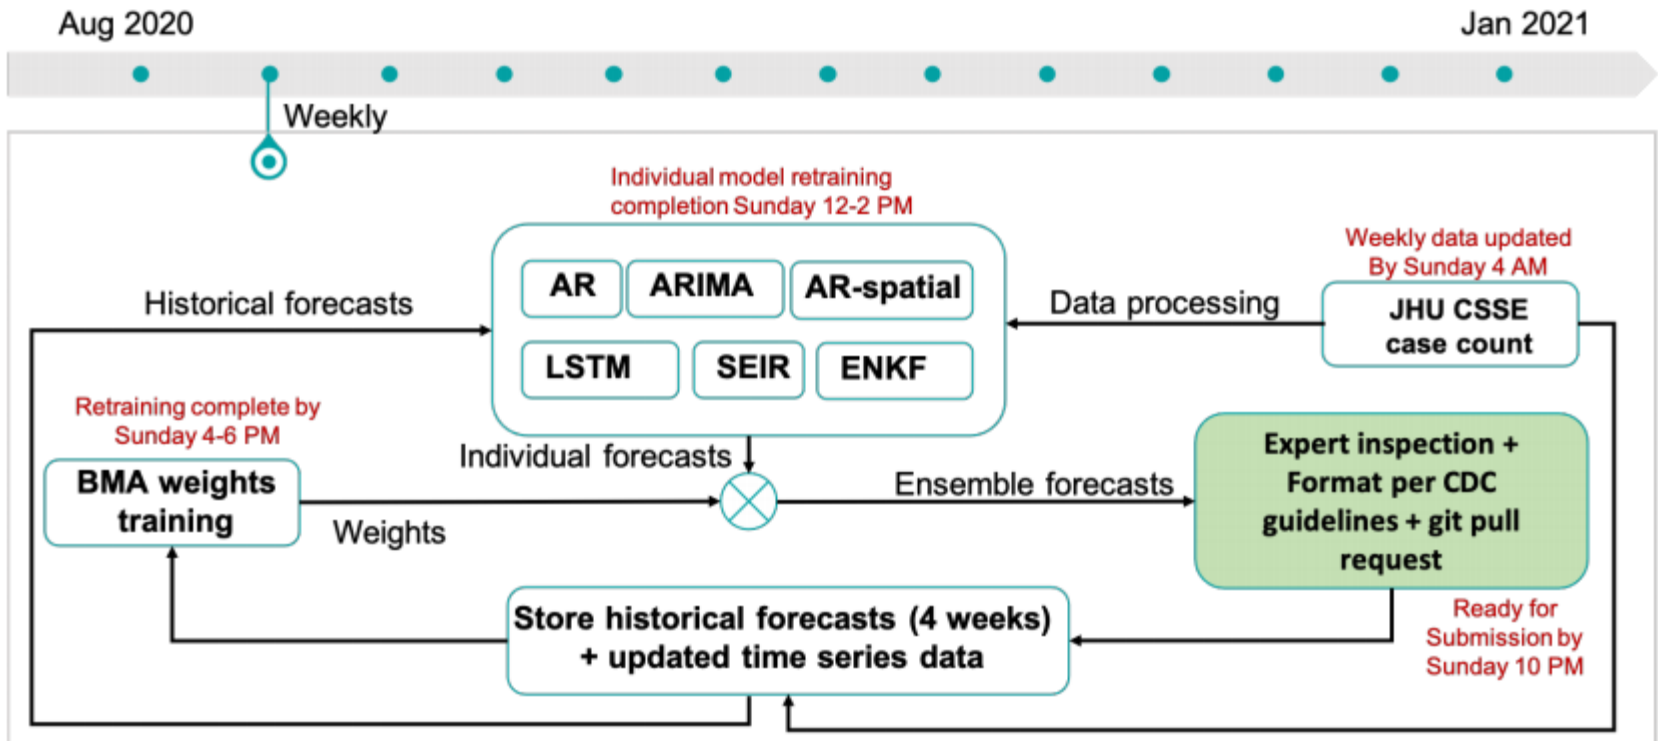 Aug 2020
Jan 2021
Weekly
Individual model retraining
completion Sunday 12-2 PM
Weekly data updated
By Sunday 4 AM
AR
ARIMA
AR-spatial
Historical forecasts
Data processing
JHU CSSE
case count
LSTM
SEIR
ENKF
Retraining complete by
Sunday 4-6 PM
Individual forecasts
BMA weights
training
Weights
Ensemble forecasts
Expert inspection +
Format per CDC
guidelines + git pull
request
Store historical forecasts (4 weeks)
+ updated time series data
Ready for
Submission by
Sunday 10 PM